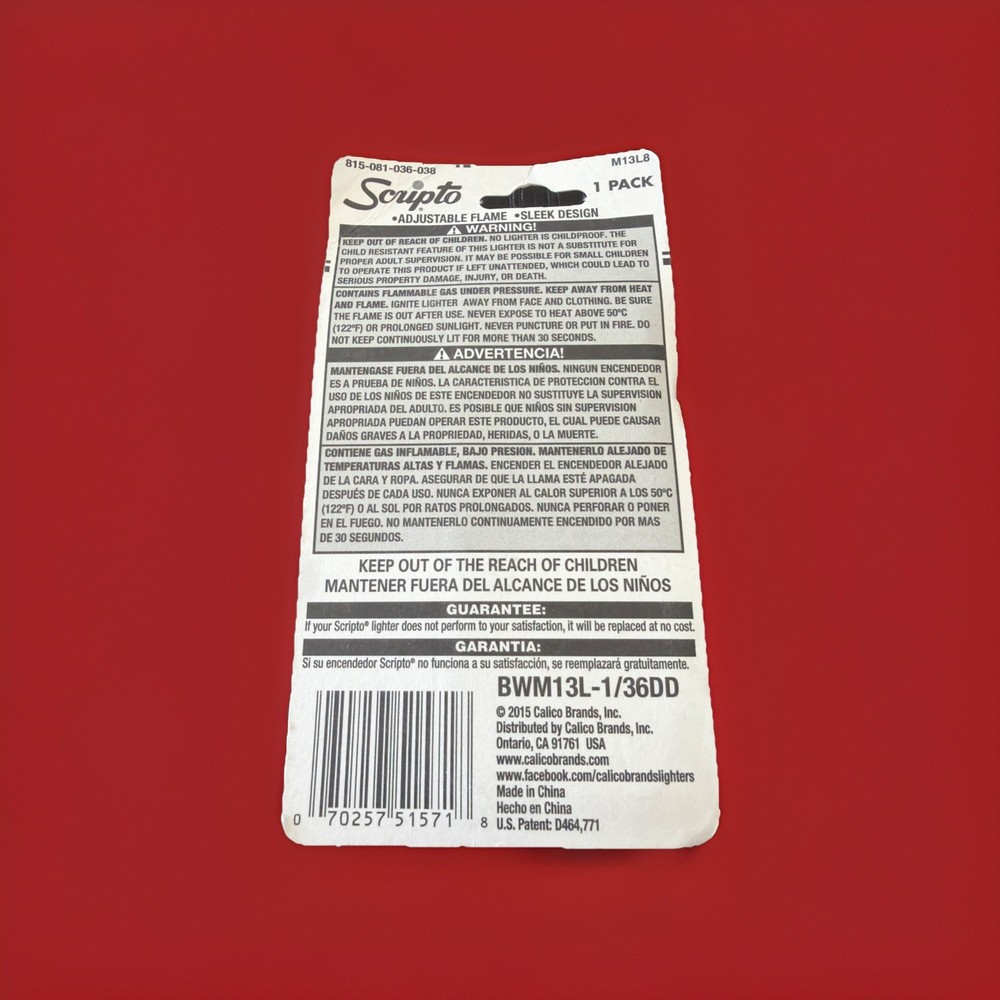 815-081-036-038
M13L8
Scripto
1 PACK
•ADJUSTABLE FLAME •SLEEK DESIGN
WARNING!
KEEP OUT OF REACH OF CHILDREN. NO LIGHTER IS CHILDPROOF. THE
CHILD RESISTANT FEATURE OF THIS LIGHTER IS NOT A SUBSTITUTE FOR
PROPER ADULT SUPERVISION. IT MAY BE POSSIBLE FOR SMALL CHILDREN
TO OPERATE THIS PRODUCT IF LEFT UNATTENDED, WHICH COULD LEAD TO
SERIOUS PROPERTY DAMAGE, INJURY, OR DEATH.
CONTAINS FLAMMABLE GAS UNDER PRESSURE. KEEP AWAY FROM HEAT
AND FLAME. IGNITE LIGHTER AWAY FROM FACE AND CLOTHING. BE SURE
THE FLAME IS OUT AFTER USE. NEVER EXPOSE TO HEAT ABOVE 50ºC
(122ºF) OR PROLONGED SUNLIGHT. NEVER PUNCTURE OR PUT IN FIRE. DO
NOT KEEP CONTINUOUSLY LIT FOR MORE THAN 30 SECONDS.
ADVERTENCIA!
MANTENGASE FUERA DEL ALCANCE DE LOS NIÑOS. NINGUN ENCENDEDOR
ES A PRUEBA DE NIÑOS. LA CARACTERISTICA DE PROTECCION CONTRA EL
USO DE LOS NIÑOS DE ESTE ENCENDEDOR NO SUSTITUYE LA SUPERVISION
APROPRIADA DEL ADULTO. ES POSIBLE QUE NIÑOS SIN SUPERVISION
APROPRIADA PUEDAN OPERAR ESTE PRODUCTO, EL CUAL PUEDE CAUSAR
DAÑOS GRAVES A LA PROPRIEDAD, HERIDAS, O LA MUERTE.
CONTIENE GAS INFLAMABLE, BAJO PRESION. MANTENERLO ALEJADO DE
TEMPERATURAS ALTAS Y FLAMAS. ENCENDER EL ENCENDEDOR ALEJADO
DE LA CARA Y ROPA. ASEGURAR DE QUE LA LLAMA ESTÉ APAGADA
DESPUÉS DE CADA USO. NUNCA EXPONER AL CALOR SUPERIOR A LOS 50ºC
(122ºF) O AL SOL POR RATOS PROLONGADOS. NUNCA PERFORAR O PONER
EN EL FUEGO. NO MANTENERLO CONTINUAMENTE ENCENDIDO POR MAS
DE 30 SEGUNDOS.
KEEP OUT OF THE REACH OF CHILDREN
MANTENER FUERA DEL ALCANCE DE LOS NIÑOS
GUARANTEE:
If your Scripto® lighter does not perform to your satisfaction, it will be replaced at no cost.
GARANTIA:
Si su encendedor Scripto® no funciona a su satisfacción, se reemplazará gratuitamente.
BWM13L-1/36DD
© 2015 Calico Brands, Inc.
Distributed by Calico Brands, Inc.
Ontario, CA 91761 USA
www.calicobrands.com
www.facebook.com/calicobrandslighters
Made in China
Hecho en China
U.S. Patent: D464,771
0 70257 51571 8